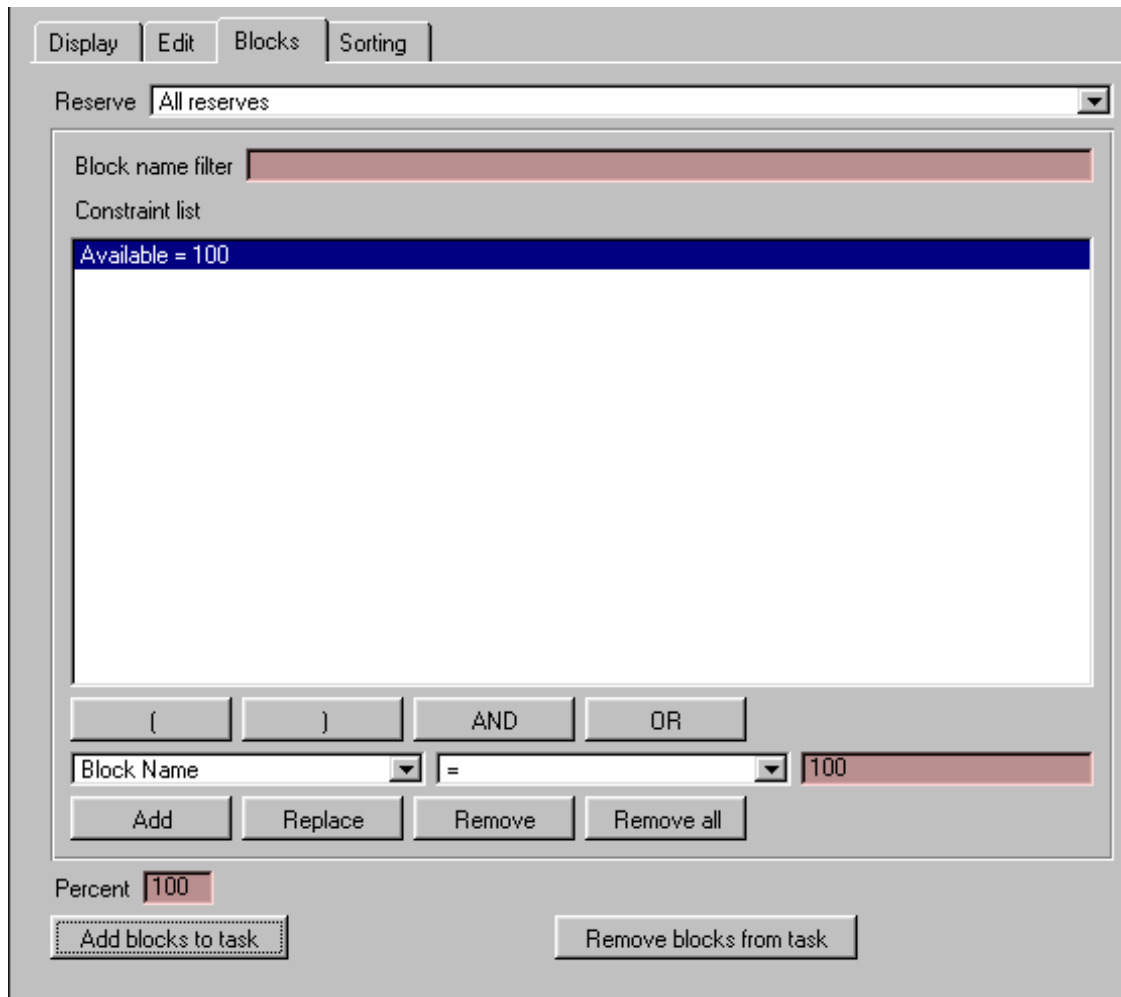 Display Edit Blocks Sorting
Reserve All reserves
Block name filter
Constraint list
Available = 100
( ) AND OR
Block Name = 100
Add Replace Remove Remove all
Percent 100
Add blocks to task Remove blocks from task